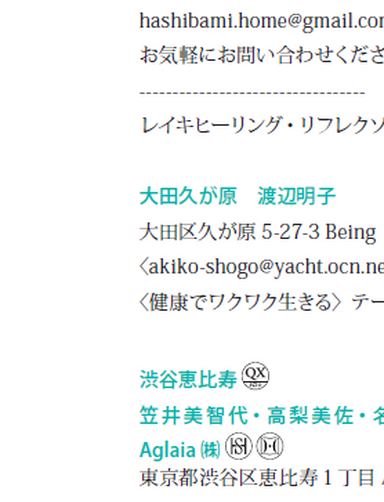 hashibami.home@gmail.co
お気軽にお問い合わせくださ
----------------------------------
レイキヒーリング・リフレクソ
大田久が原　渡辺明子
大田区久が原 5-27-3 Being
〈akiko-shogo@yacht.ocn.ne
〈健康でワクワク生きる〉テー
渋谷恵比寿 QX
笠井美智代・高梨美佐・名
Aglaia ㈱
東京都渋谷区恵比寿 1 丁目